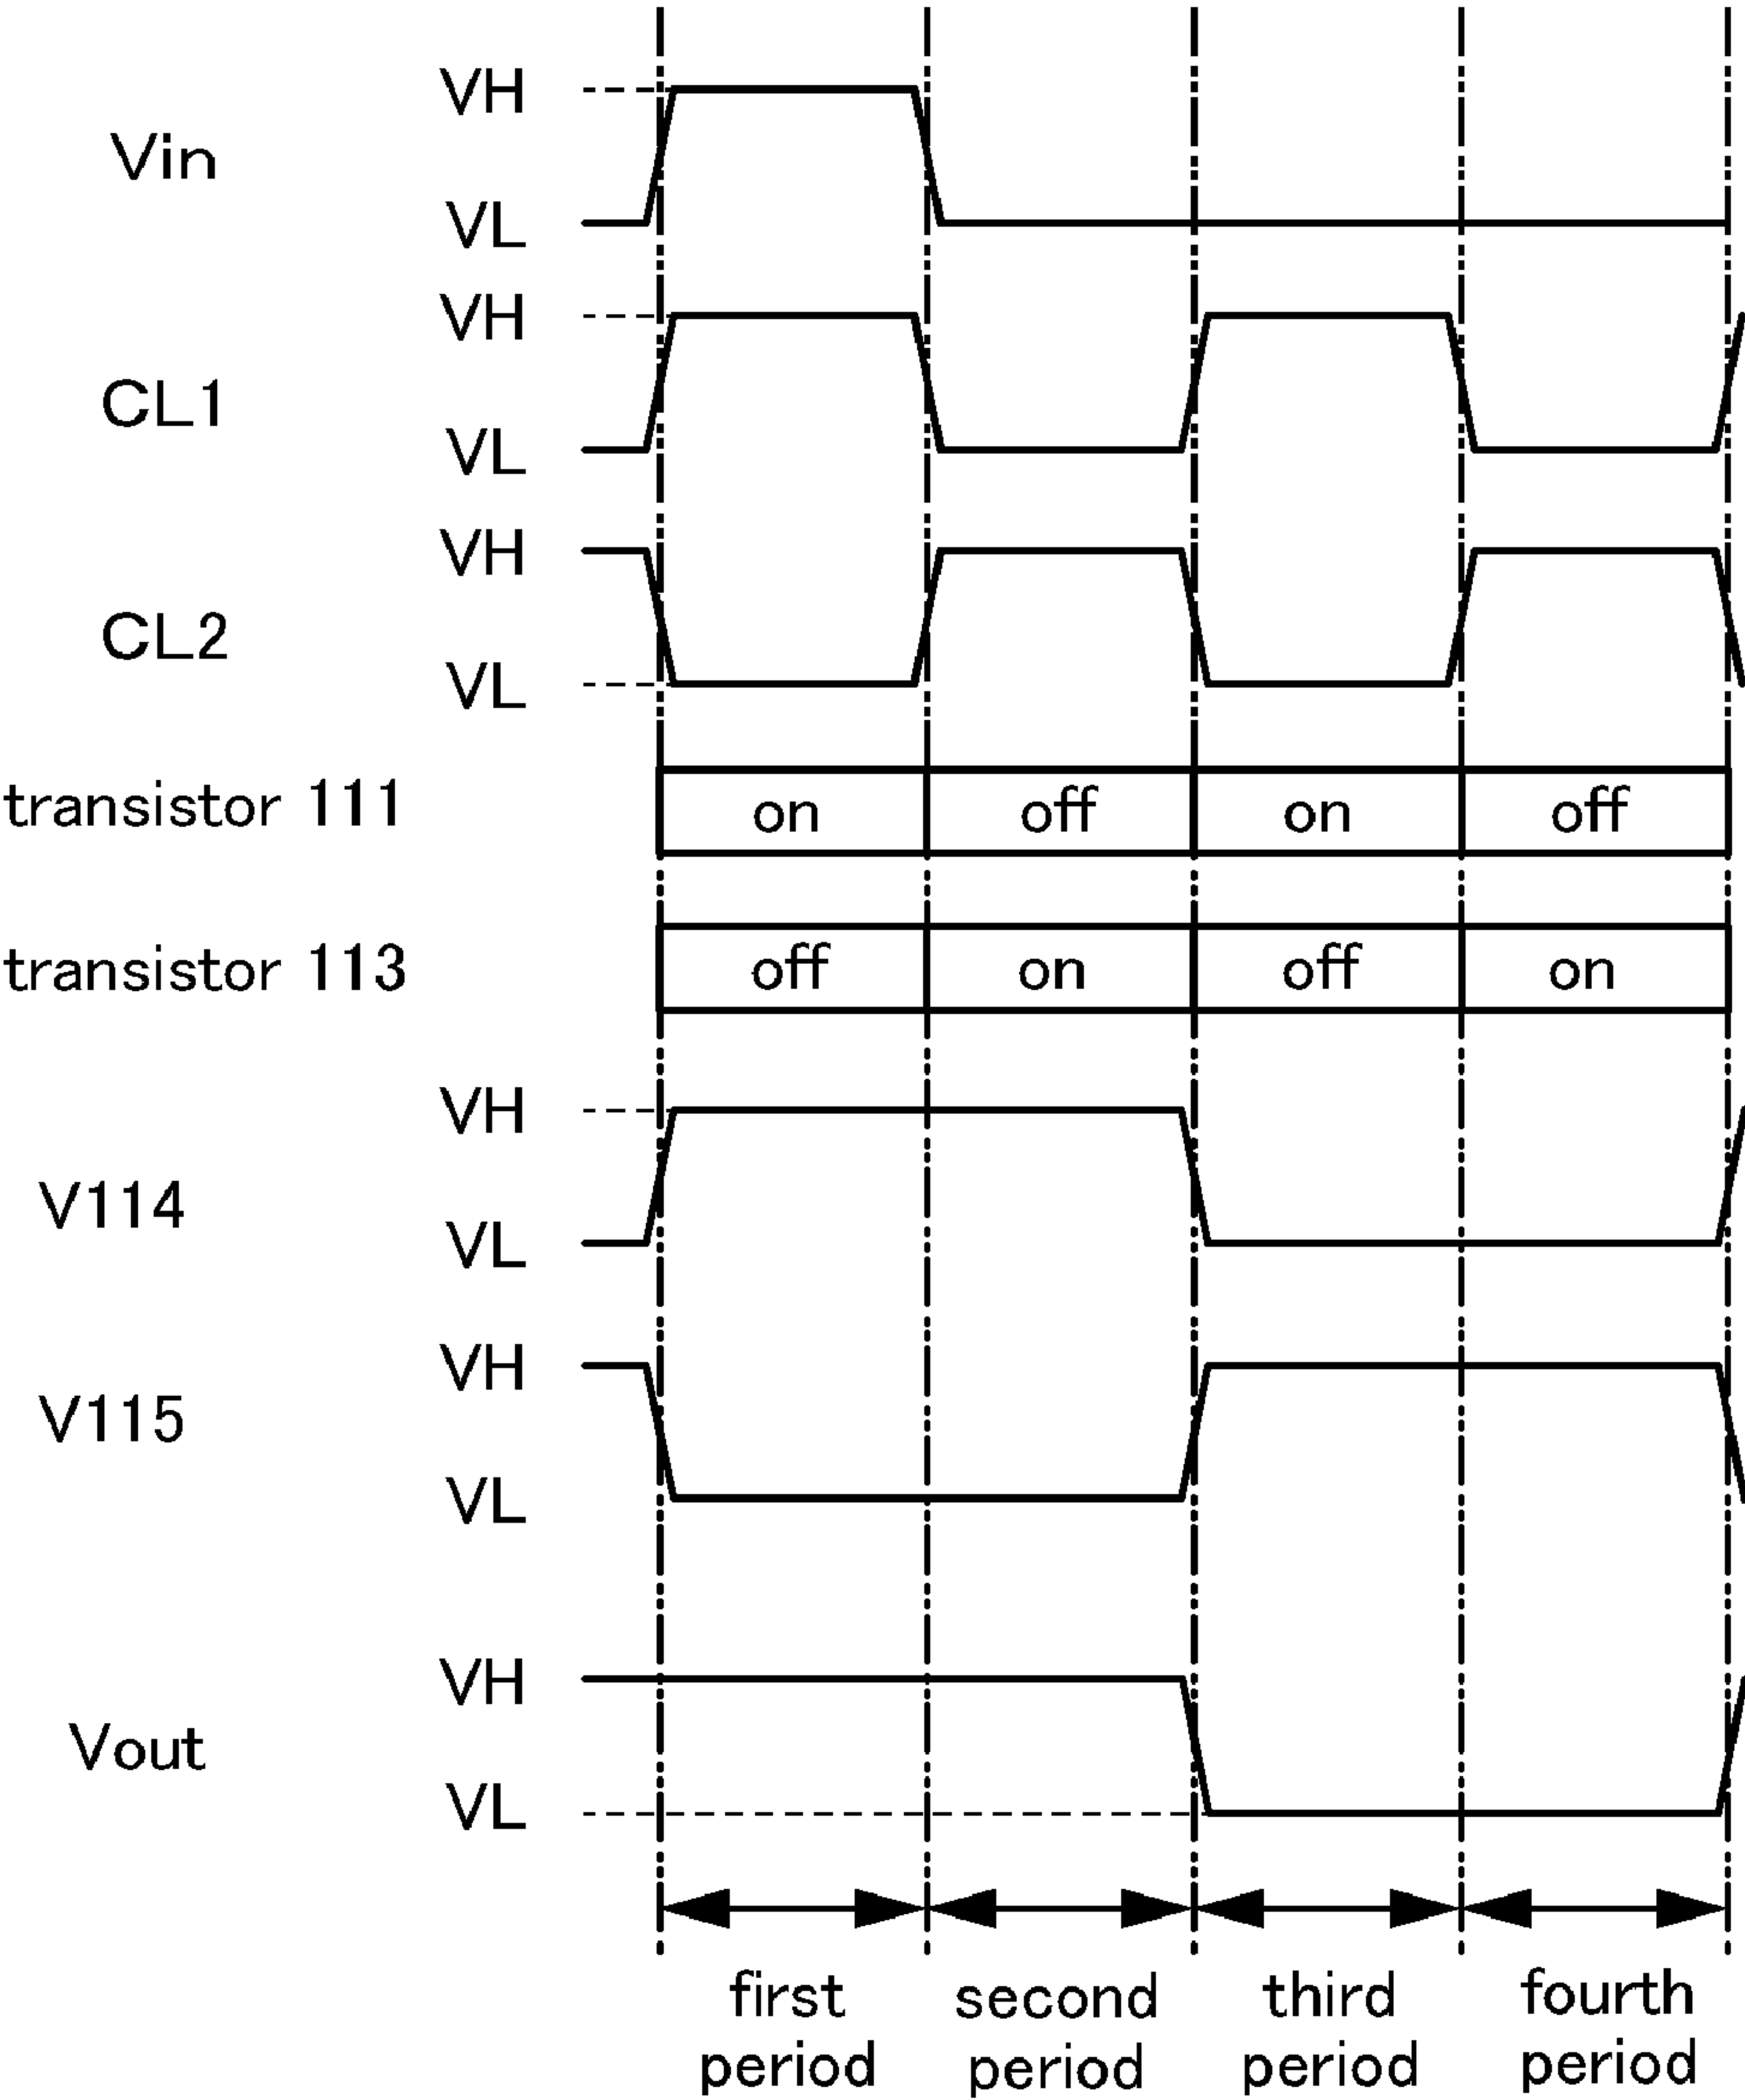 VH
Vin
VL
VH
CL1
VL
VH
CL2
VL
transistor 111 on off on off
transistor 113 off on off on
VH
V114
VL
VH
V115
VL
VH
Vout
VL
first period
second period
third period
fourth period